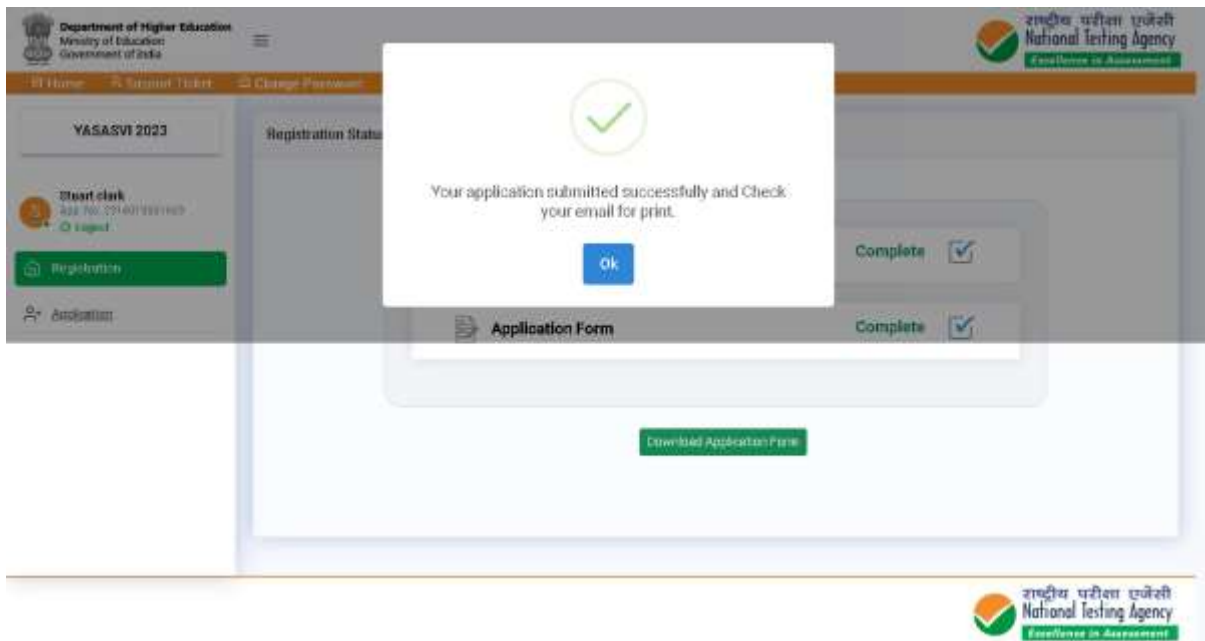 Department of Higher Education
Ministry of Education
Government of India
राष्ट्रीय परीक्षा एजेंसी
National Testing Agency
Excellence in Assessment
Home
Support Ticket
Change Password
YASASVI 2023
Registration Statu
Stuart clark
Logout
Registration
Application
Your application submitted successfully and Check
your email for print.
Ok
Complete
Application Form
Complete
Download Application Form
राष्ट्रीय परीक्षा एजेंसी
National Testing Agency
Excellence in Assessment